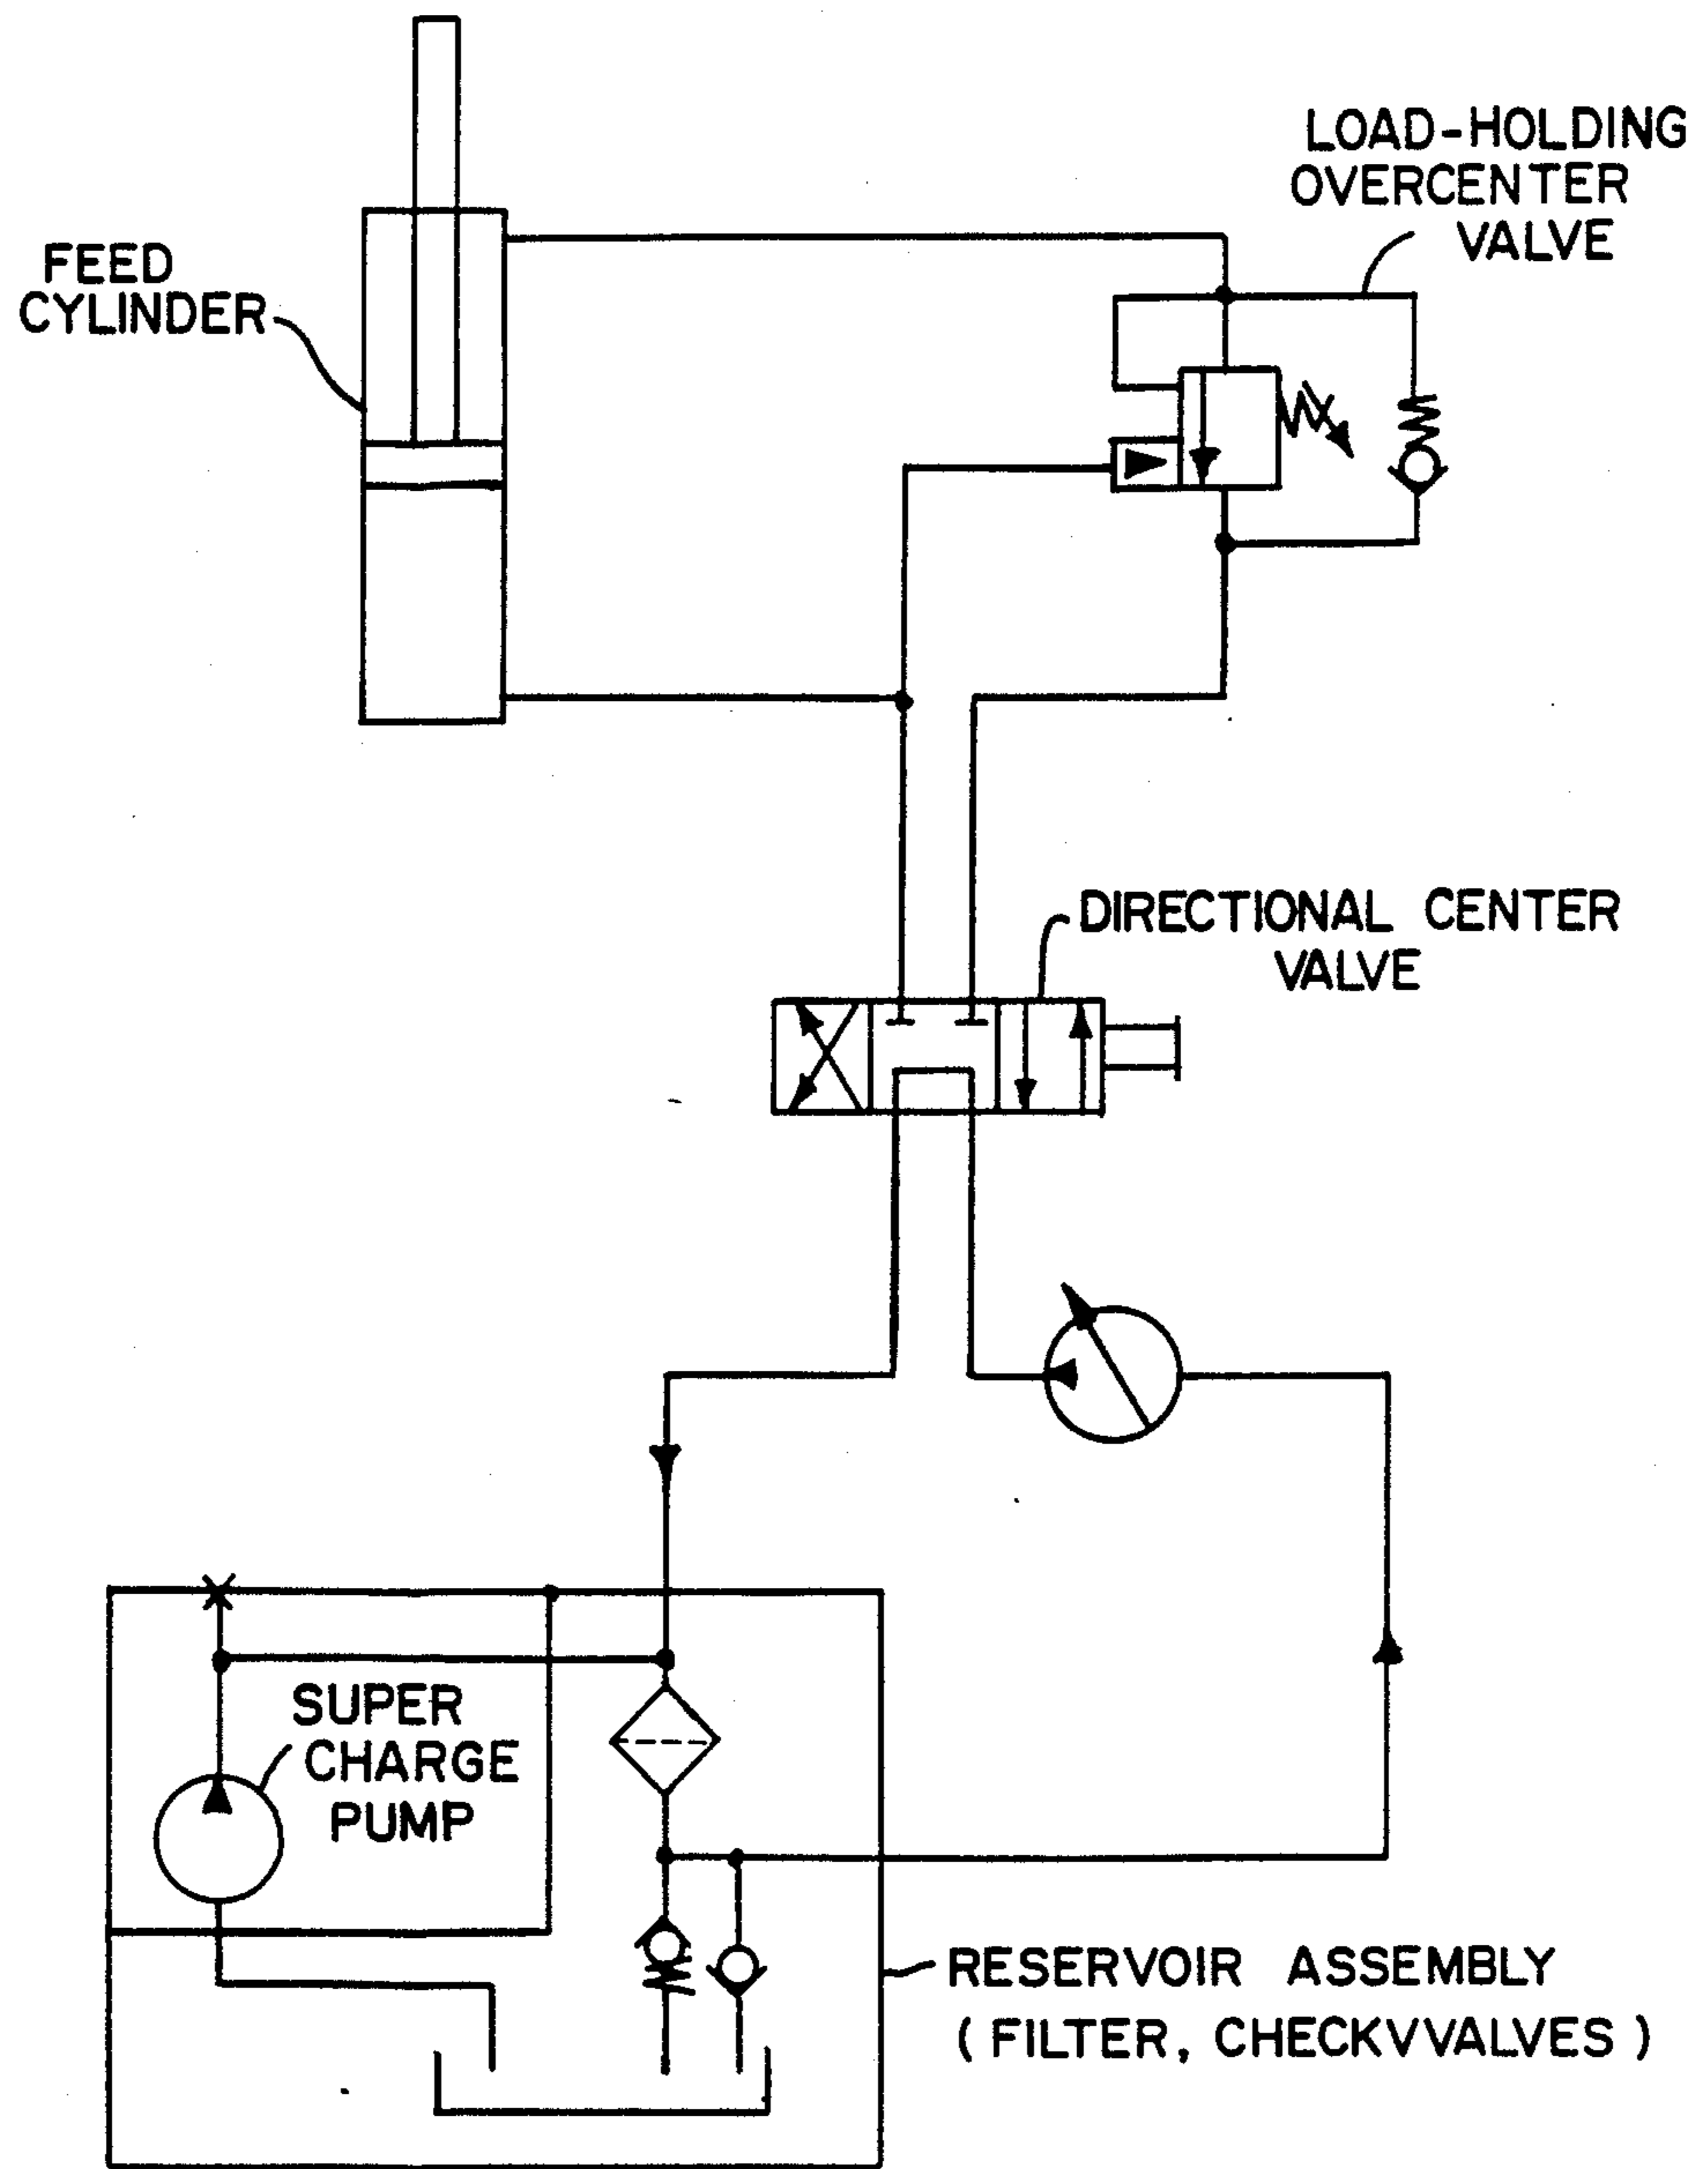 LOAD-HOLDING
OVERCENTER
VALVE
FEED
CYLINDER
DIRECTIONAL CENTER
VALVE
SUPER
CHARGE
PUMP
RESERVOIR ASSEMBLY
( FILTER, CHECKVVALVES )